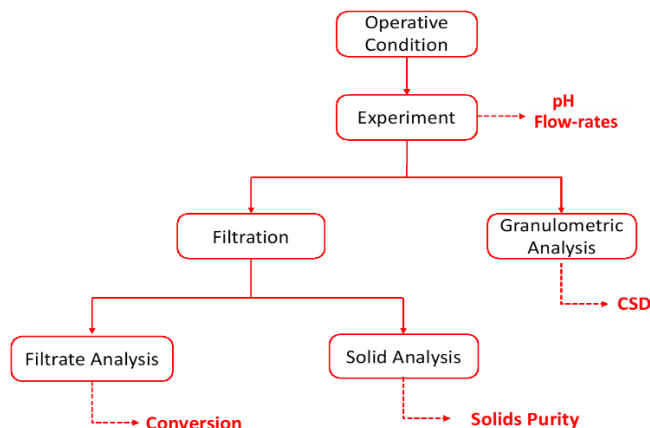 Operative
Condition
Experiment
pH
Flow-rates
Filtration
Granulometric
Analysis
CSD
Filtrate Analysis
Solid Analysis
Conversion
Solids Purity